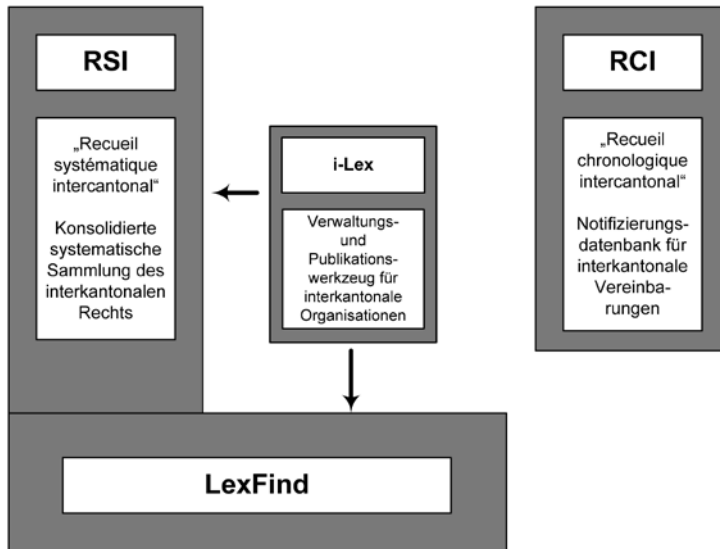 RSI
„Recueil
systématique
intercantonal“
Konsolidierte
systematische
Sammlung des
interkantonalen
Rechts
i-Lex
Verwaltungs-
und
Publikations-
werkzeug für
interkantonale
Organisationen
RCI
„Recueil
chronologique
intercantonal“
Notifizierungs-
datenbank für
interkantonale
Vereinba-
rungen
LexFind